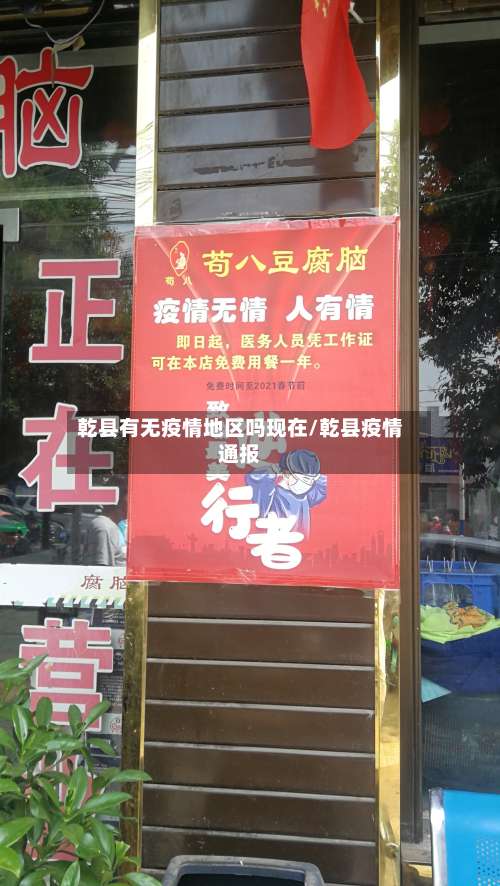 苟八豆腐脑
苟八
疫情无情 人有情
即日起，医务人员凭工作证
可在本店免费用餐一年。
免费时间至2021春节前
乾县有无疫情地区吗现在/乾县疫情
通报
行者
脑
正在营
腐脑